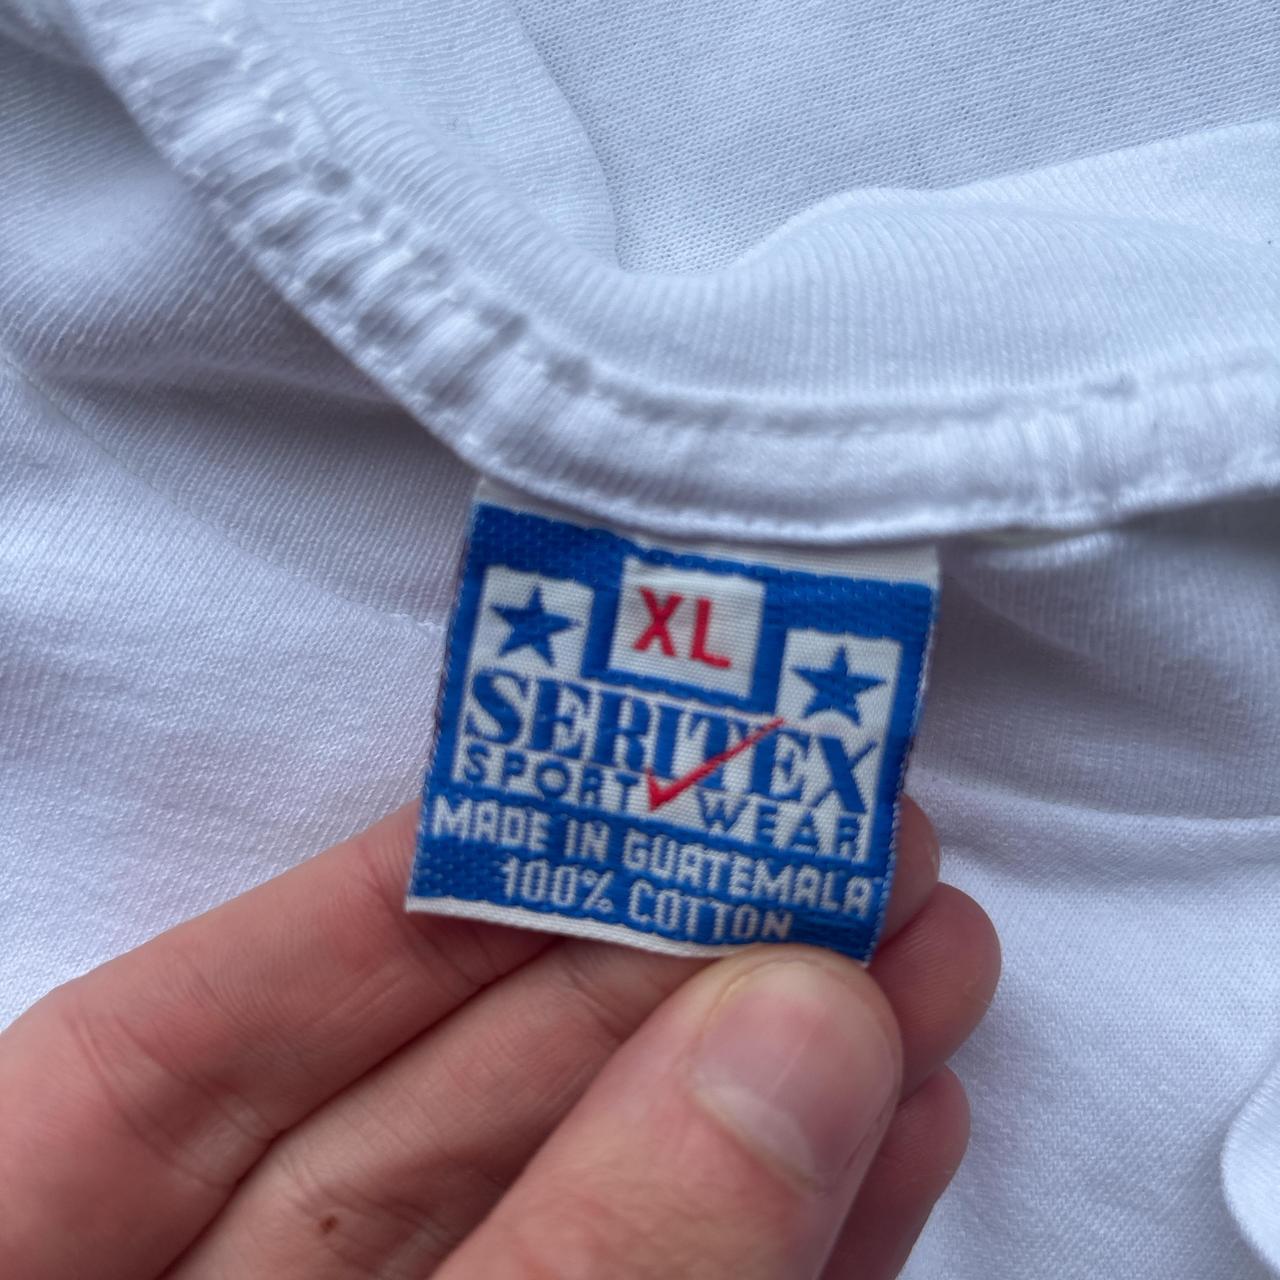 XL
SERITEX
SPORT WEAR
MADE IN GUATEMALA
100% COTTON